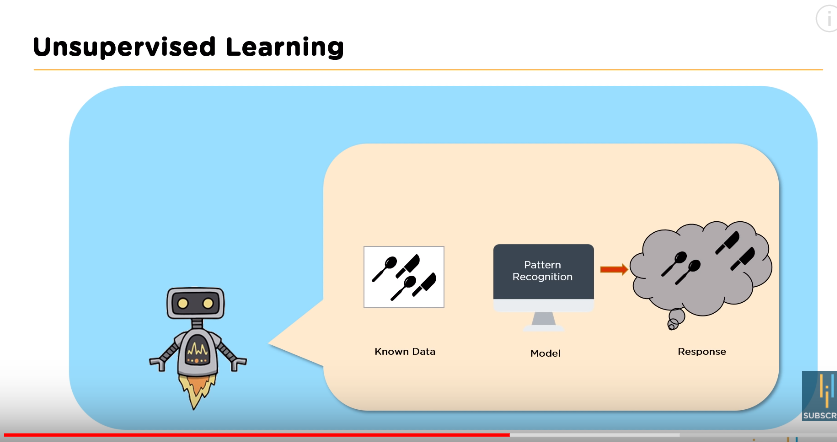 Unsupervised Learning
Pattern
Recognition
Known Data
Model
Response
SUBSCR